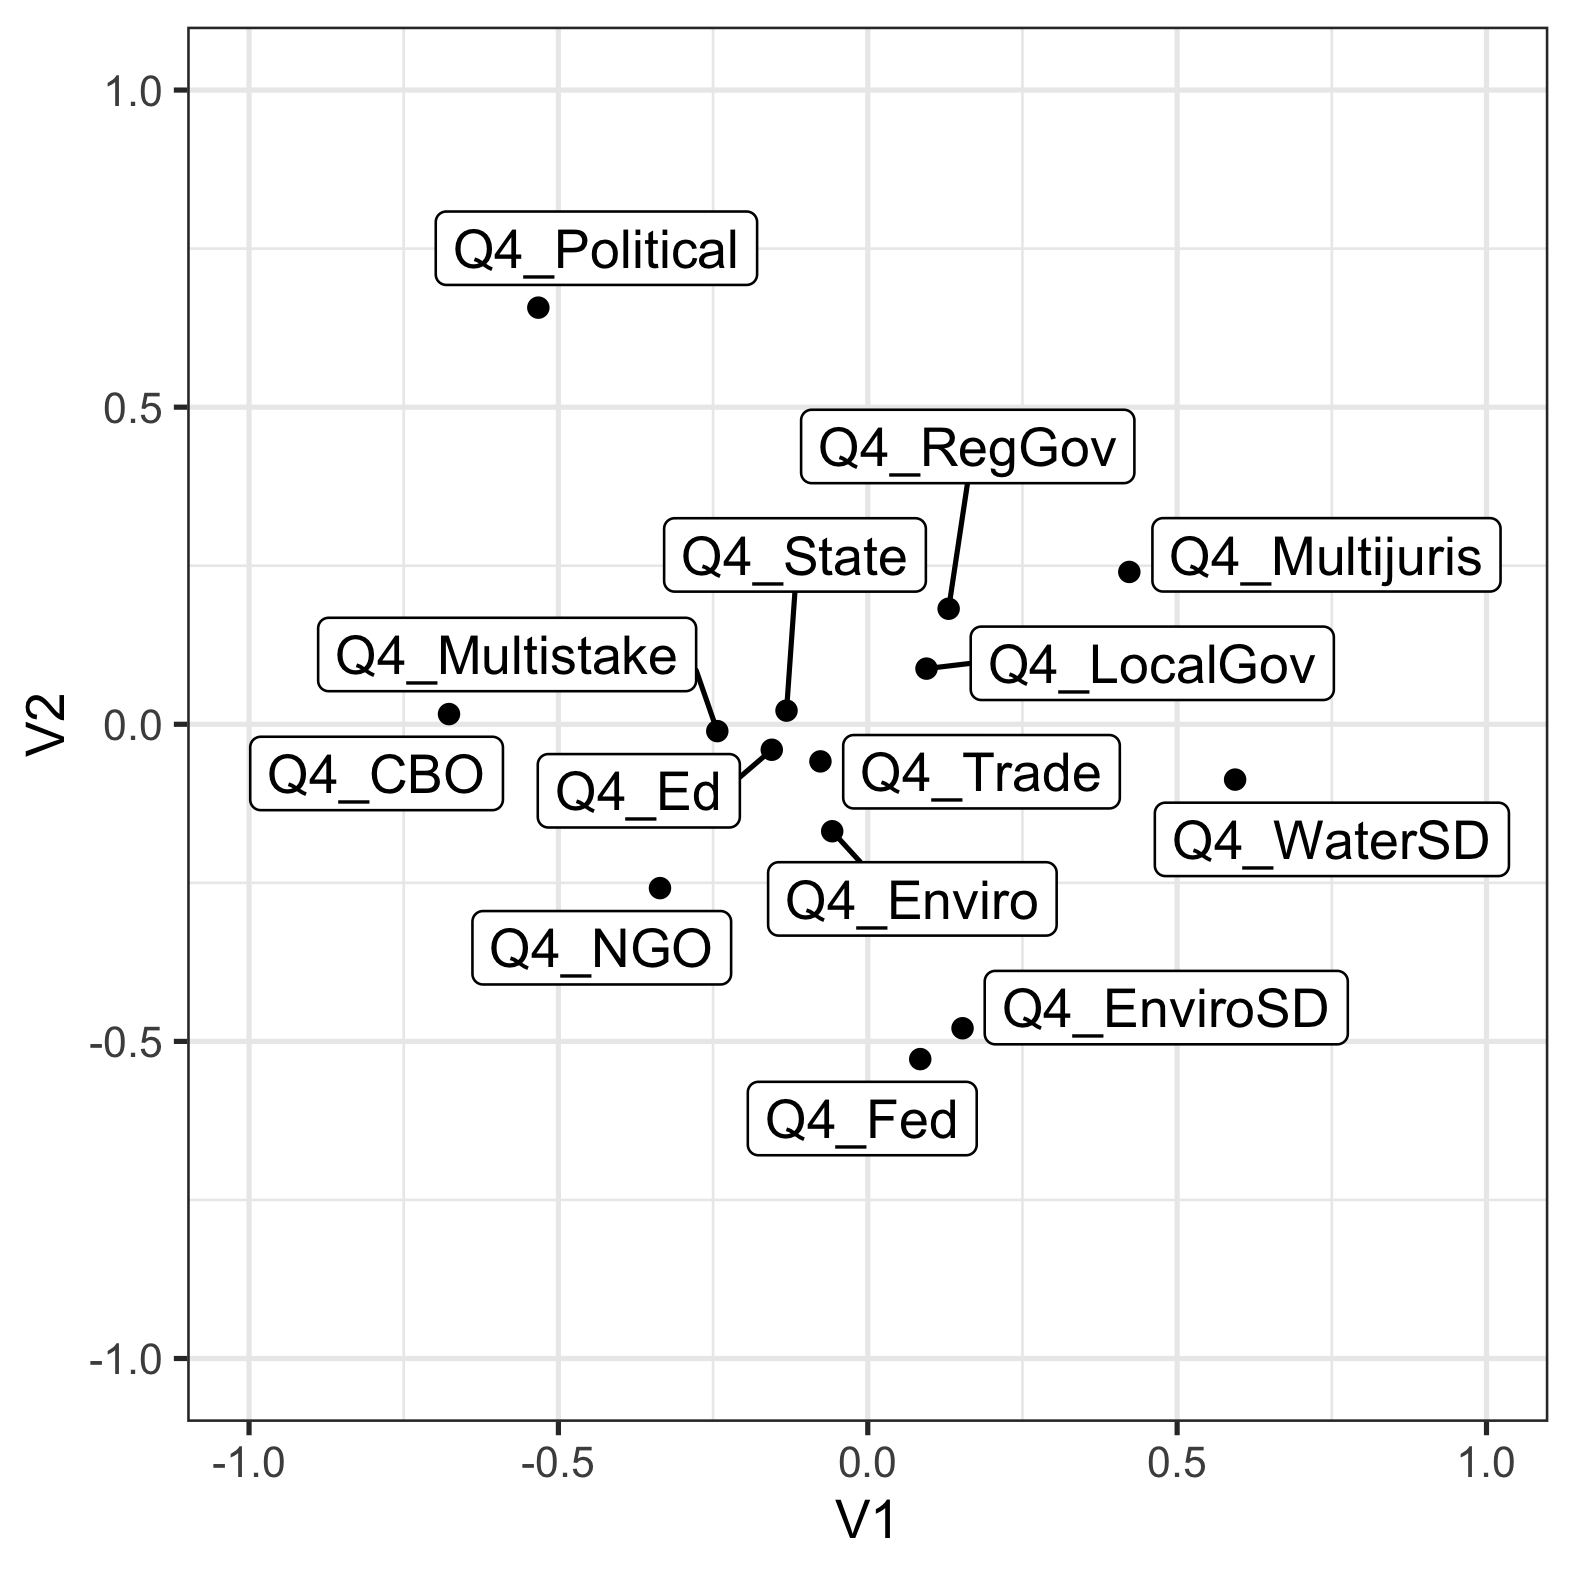 1.0
Q4_Political
0.5
Q4_RegGov
Q4_State
Q4_Multijuris
Q4_Multistake
Q4_LocalGov
V2
0.0
Q4_CBO
Q4_Ed
Q4_Trade
Q4_WaterSD
Q4_Enviro
Q4_NGO
Q4_EnviroSD
-0.5
Q4_Fed
-1.0
-1.0 -0.5 0.0 0.5 1.0
V1